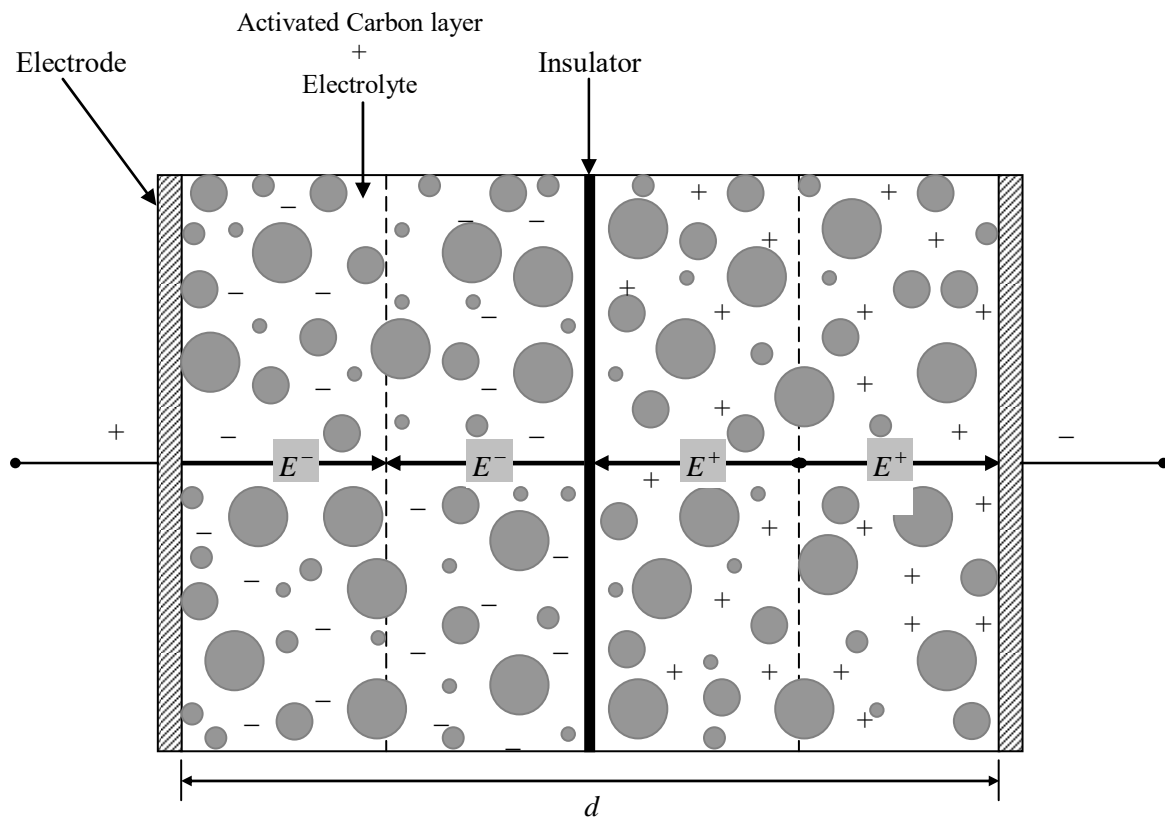 Activated Carbon layer
+
Electrolyte
Electrode
Insulator
+
−
E⁻
E⁻
E⁺
E⁺
d